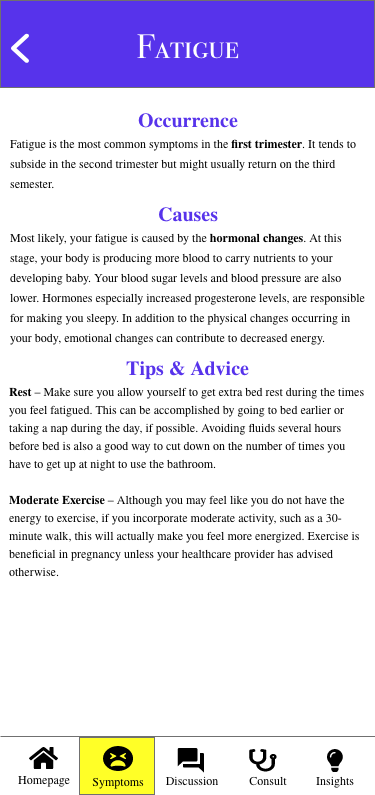 FATIGUE
Occurrence
Fatigue is the most common symptoms in the first trimester. It tends to
subside in the second trimester but might usually return on the third
semester.
Causes
Most likely, your fatigue is caused by the hormonal changes. At this
stage, your body is producing more blood to carry nutrients to your
developing baby. Your blood sugar levels and blood pressure are also
lower. Hormones especially increased progesterone levels, are responsible
for making you sleepy. In addition to the physical changes occurring in
your body, emotional changes can contribute to decreased energy.
Tips & Advice
Rest – Make sure you allow yourself to get extra bed rest during the times
you feel fatigued. This can be accomplished by going to bed earlier or
taking a nap during the day, if possible. Avoiding fluids several hours
before bed is also a good way to cut down on the number of times you
have to get up at night to use the bathroom.
Moderate Exercise – Although you may feel like you do not have the
energy to exercise, if you incorporate moderate activity, such as a 30-
minute walk, this will actually make you feel more energized. Exercise is
beneficial in pregnancy unless your healthcare provider has advised
otherwise.
Homepage Symptoms Discussion Consult Insights